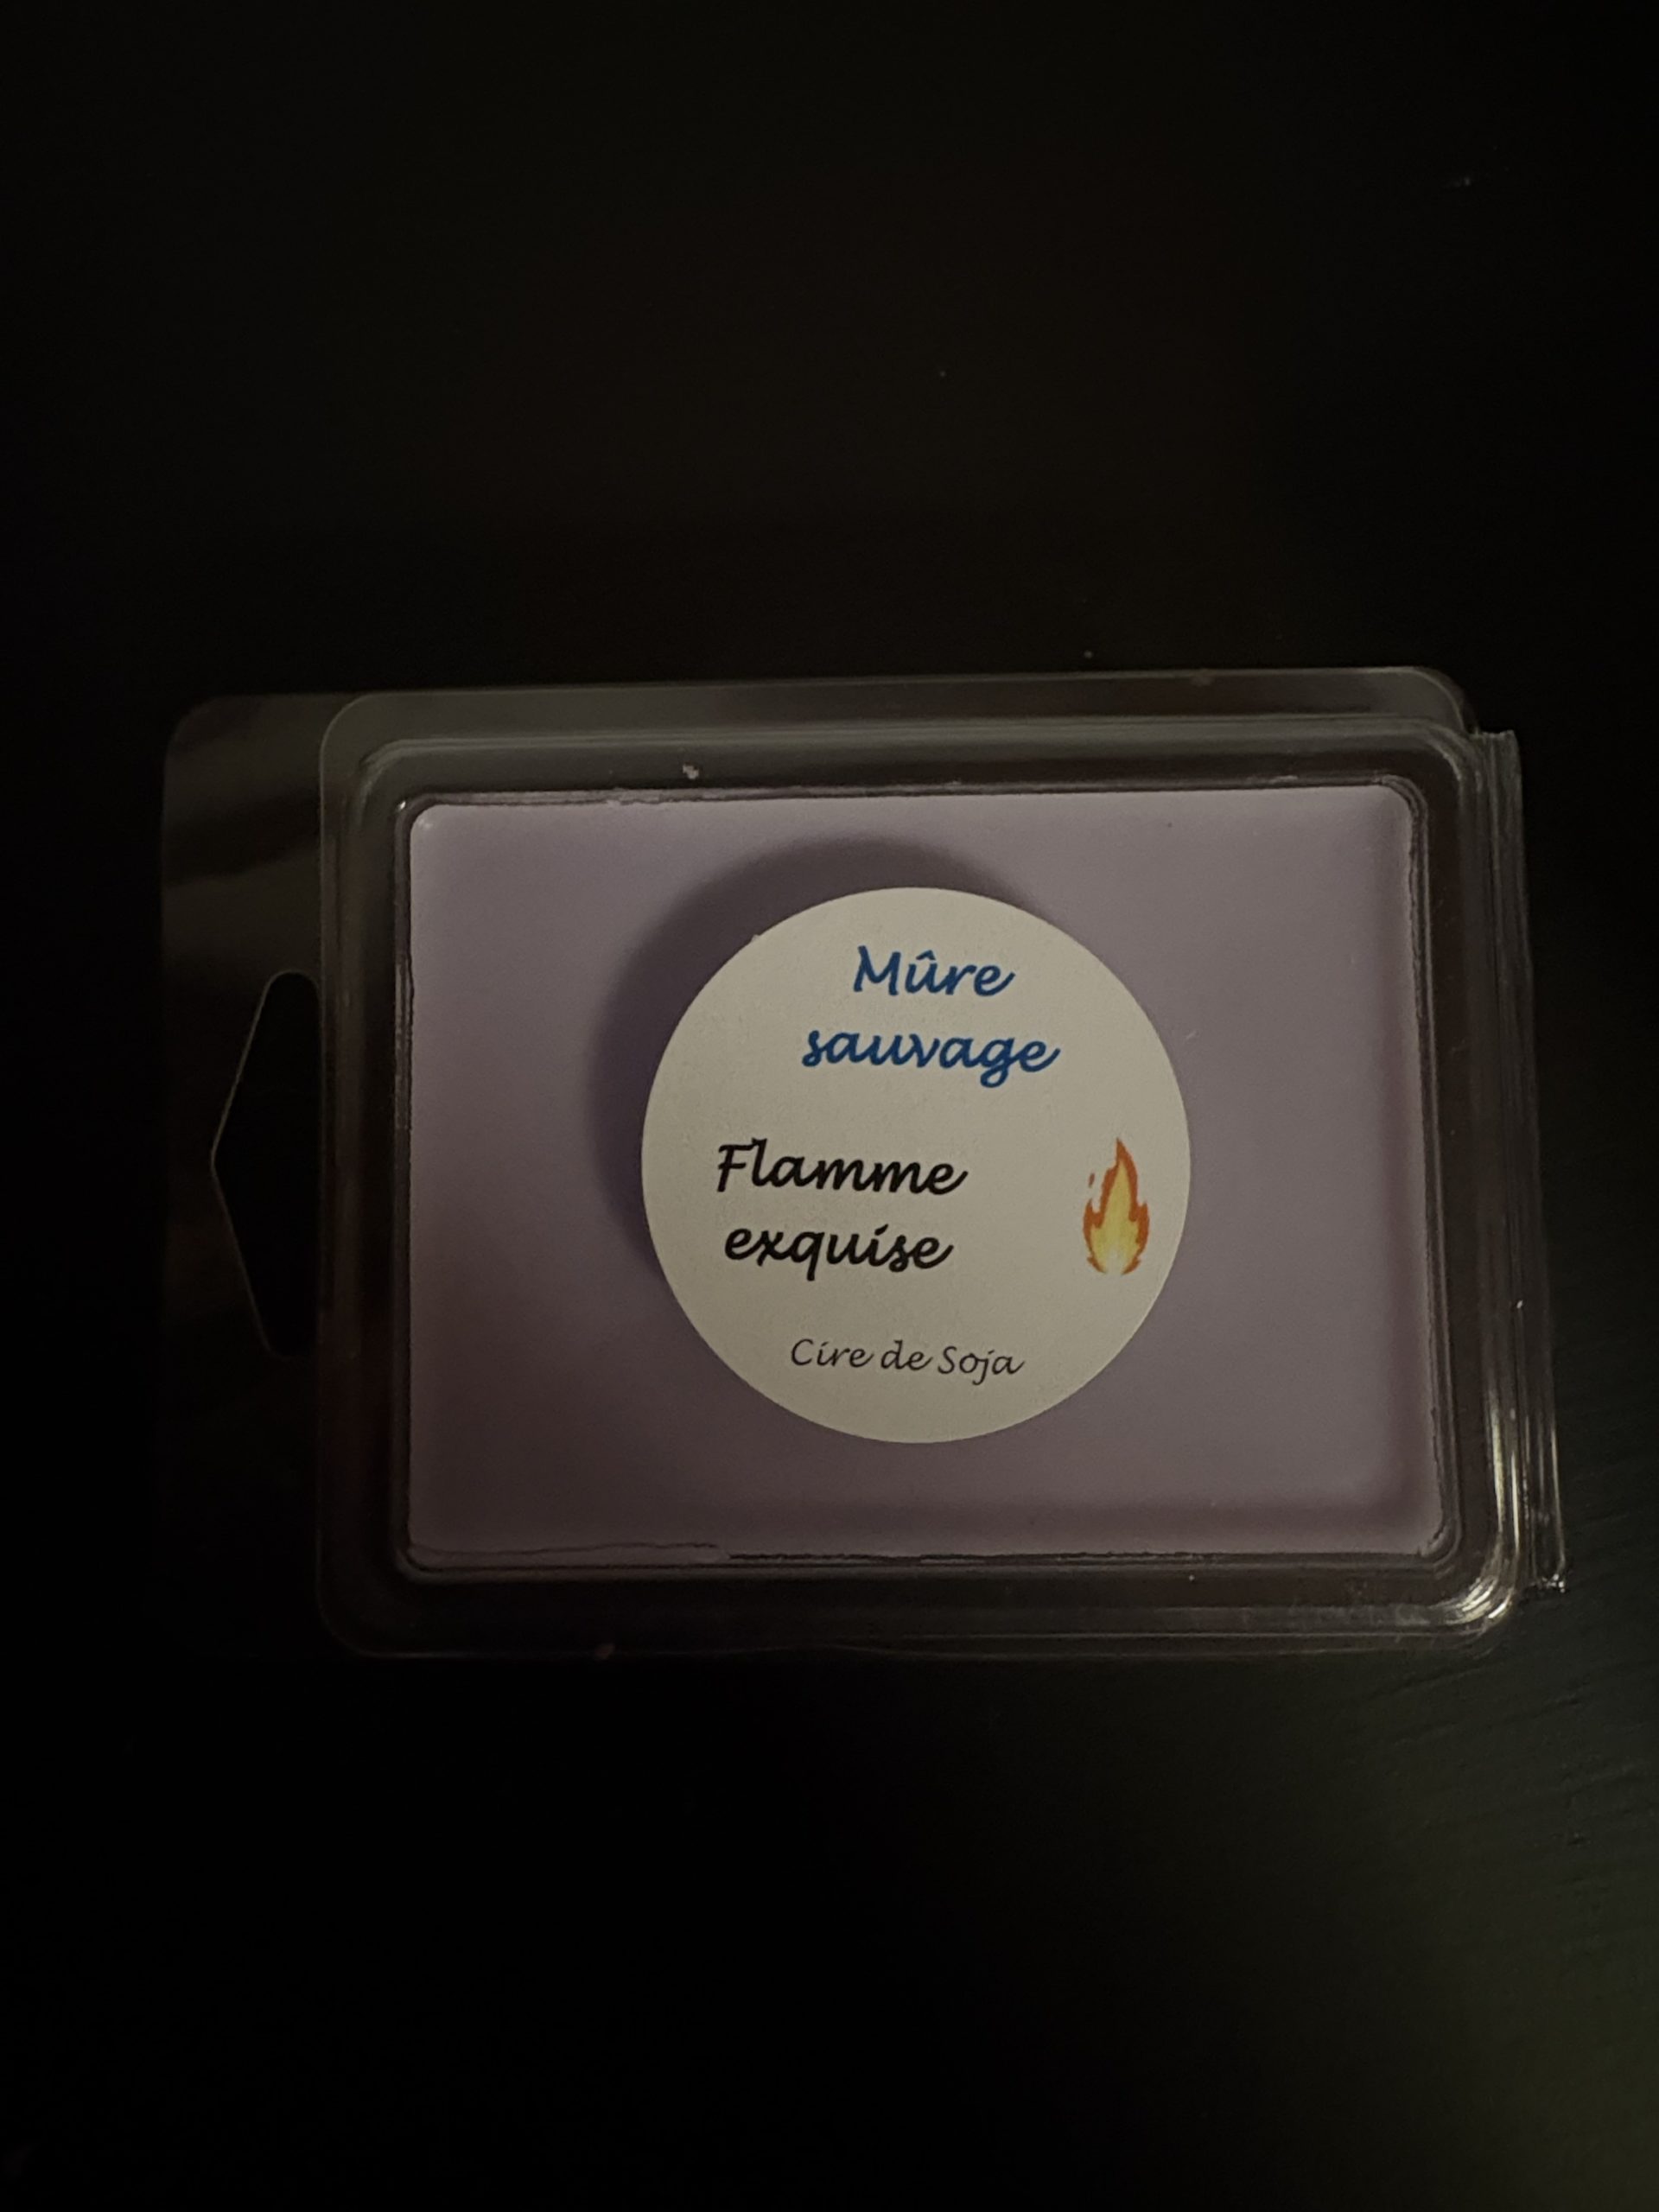 Mûre
sauvage
Flamme
exquise
Cire de Soja